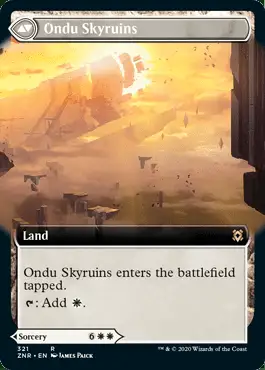 Ondu Skyruins
Land
Ondu Skyruins enters the battlefield
tapped.
: Add .
Sorcery 6
321 R
ZNR • EN JAMES PAICK ™ & © 2020 Wizards of the Coast